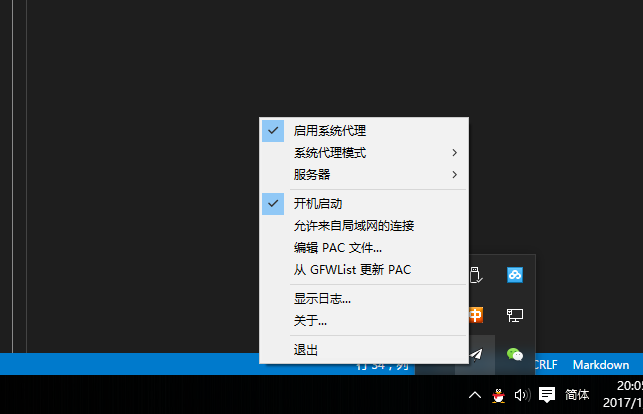 启用系统代理
系统代理模式
服务器
开机启动
允许来自局域网的连接
编辑 PAC 文件...
从 GFWList 更新 PAC
显示日志...
关于...
退出
中
行 34，列
CRLF
Markdown
简体
20:0
2017/1